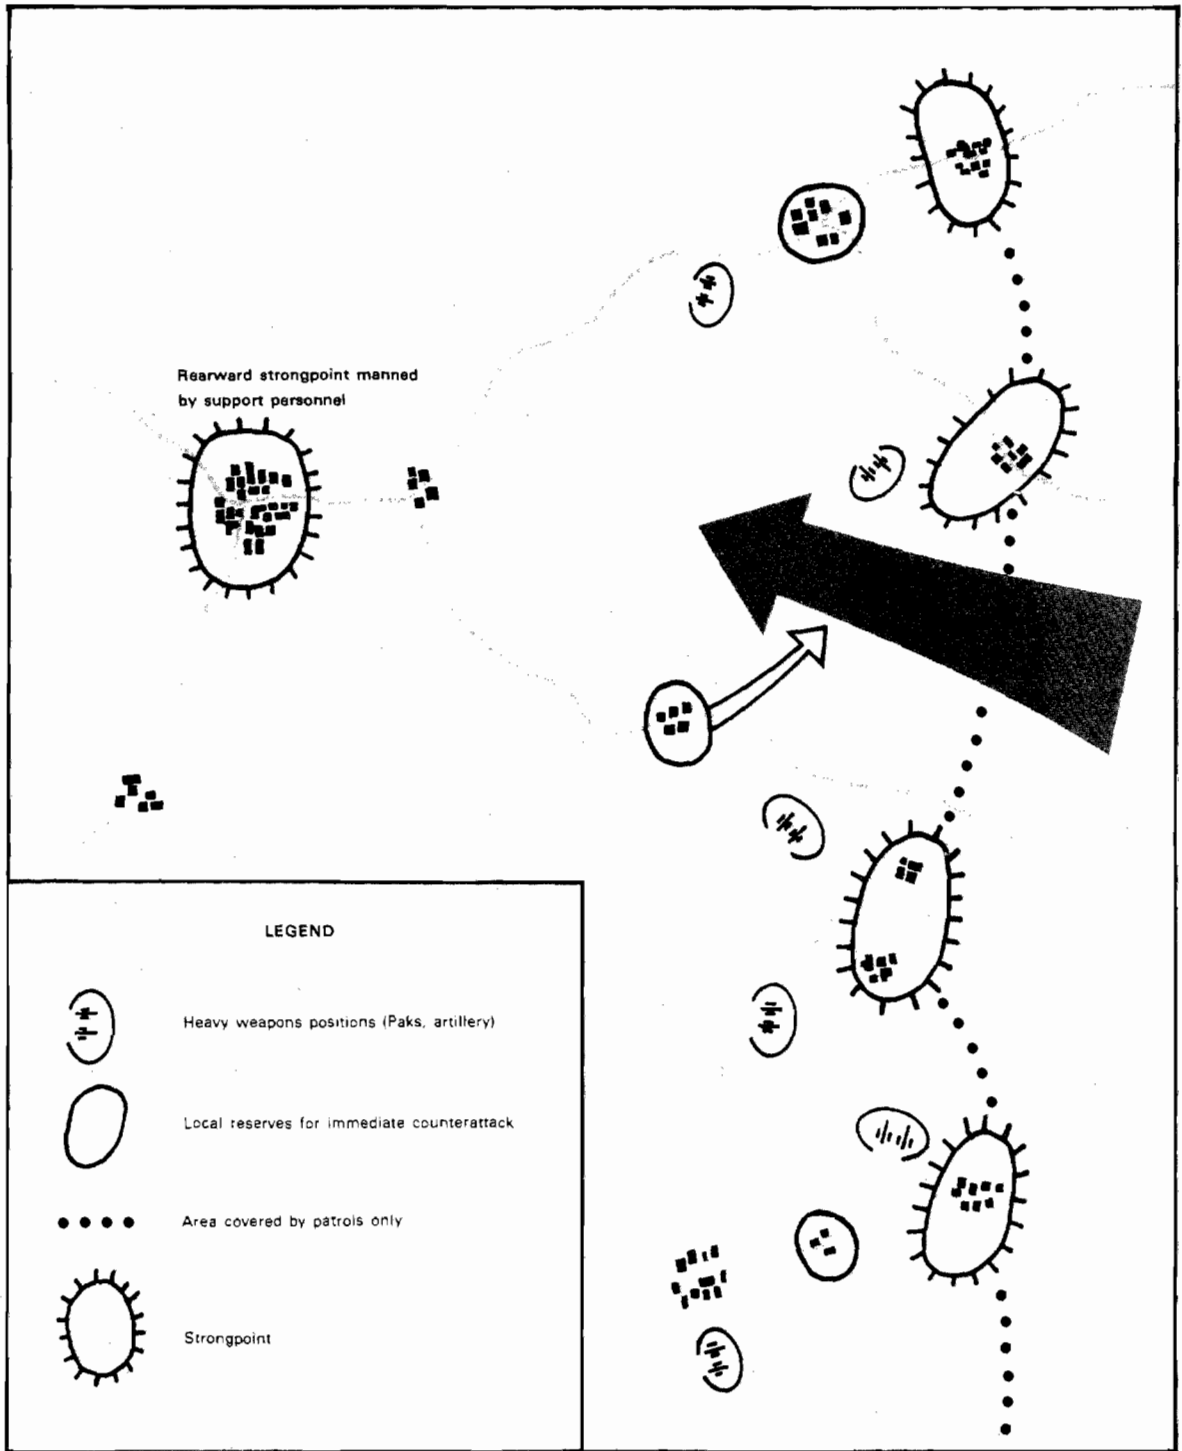 Rearward strongpoint manned
by support personnel
LEGEND
Heavy weapons positions (Paks, artillery)
Local reserves for immediate counterattack
Area covered by patrols only
Strongpoint